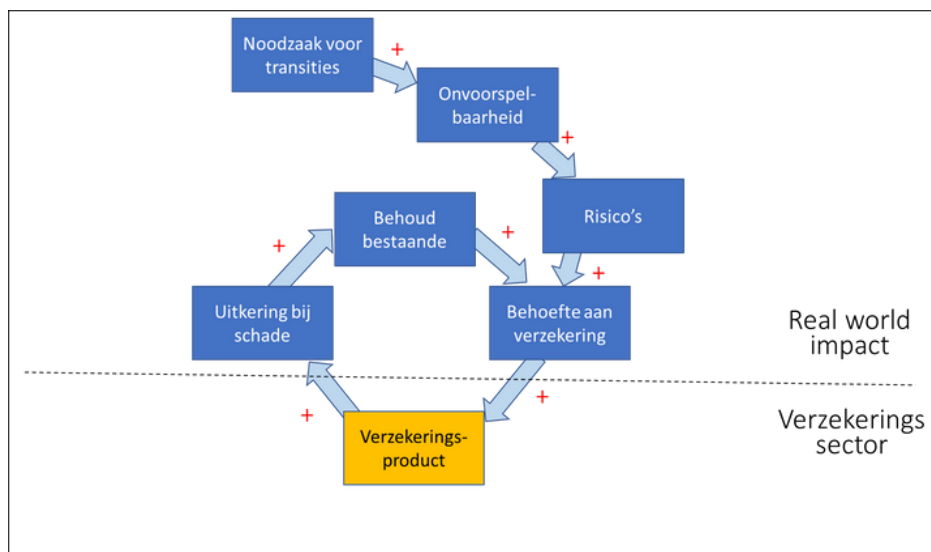 Noodzaak voor
transities
+
Onvoorspel-
baarheid
+
Risico's
+
Behoud
bestaande
+
+
Uitkering bij
schade
Behoefte aan
verzekering
Real world
impact
+
+
Verzekerings-
product
Verzekerings
sector